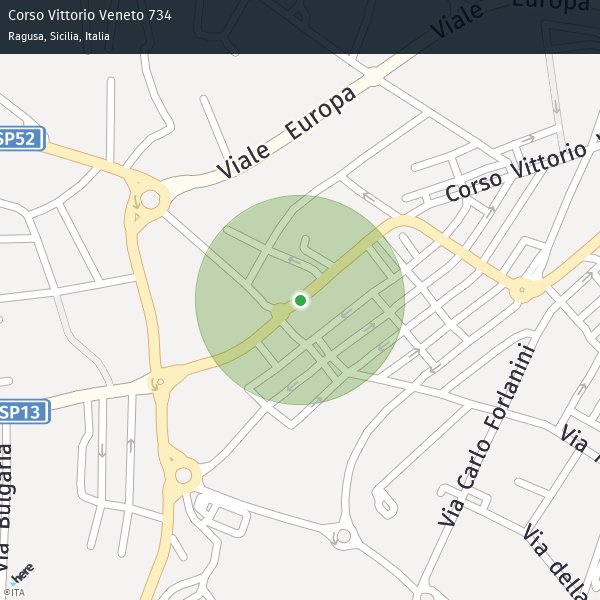 Corso Vittorio Veneto 734
Ragusa, Sicilia, Italia
Viale Europa
SP52
Viale Europa
Corso Vittorio
SP13
Via Bulgaria
Via Carlo Forlanini
Via
Via della
here
©ITA